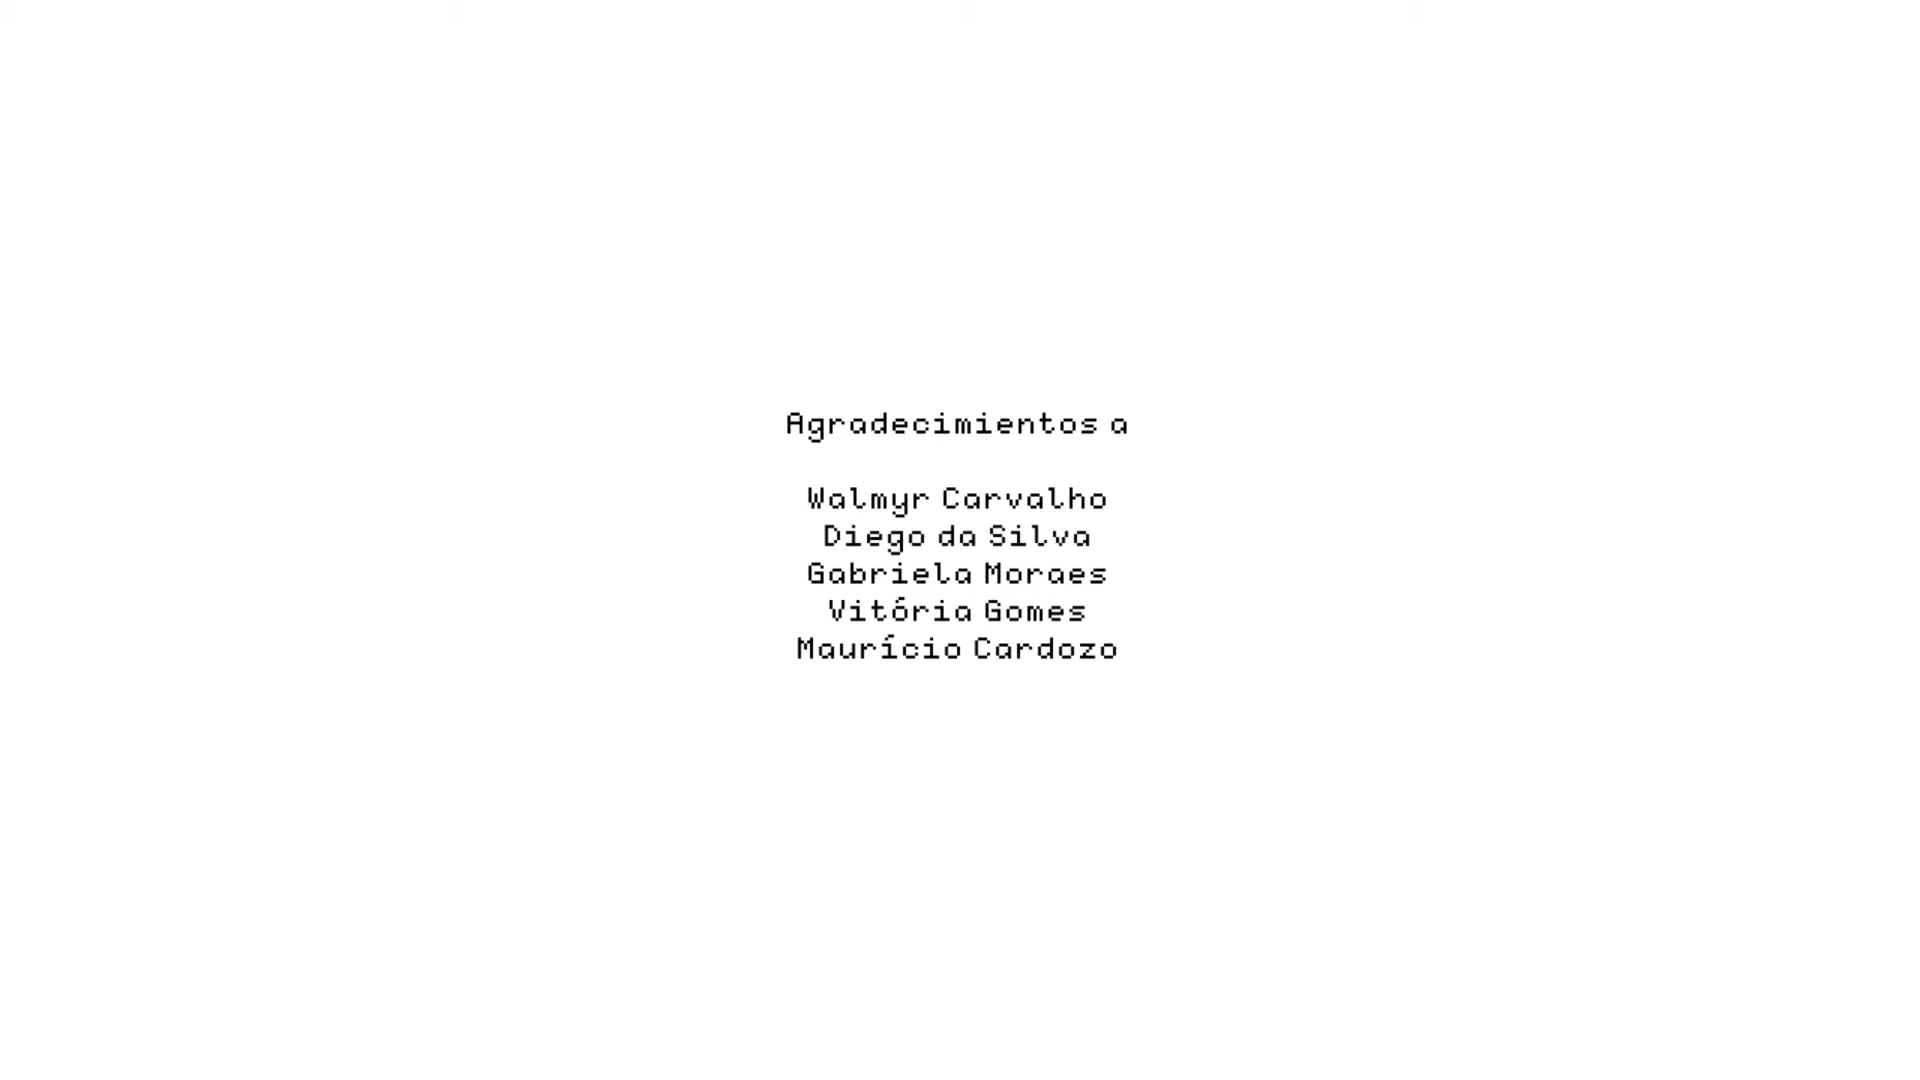 Agradecimientos a
Walmyr Carvalho
Diego da Silva
Gabriela Moraes
Vitória Gomes
Maurício Cardozo